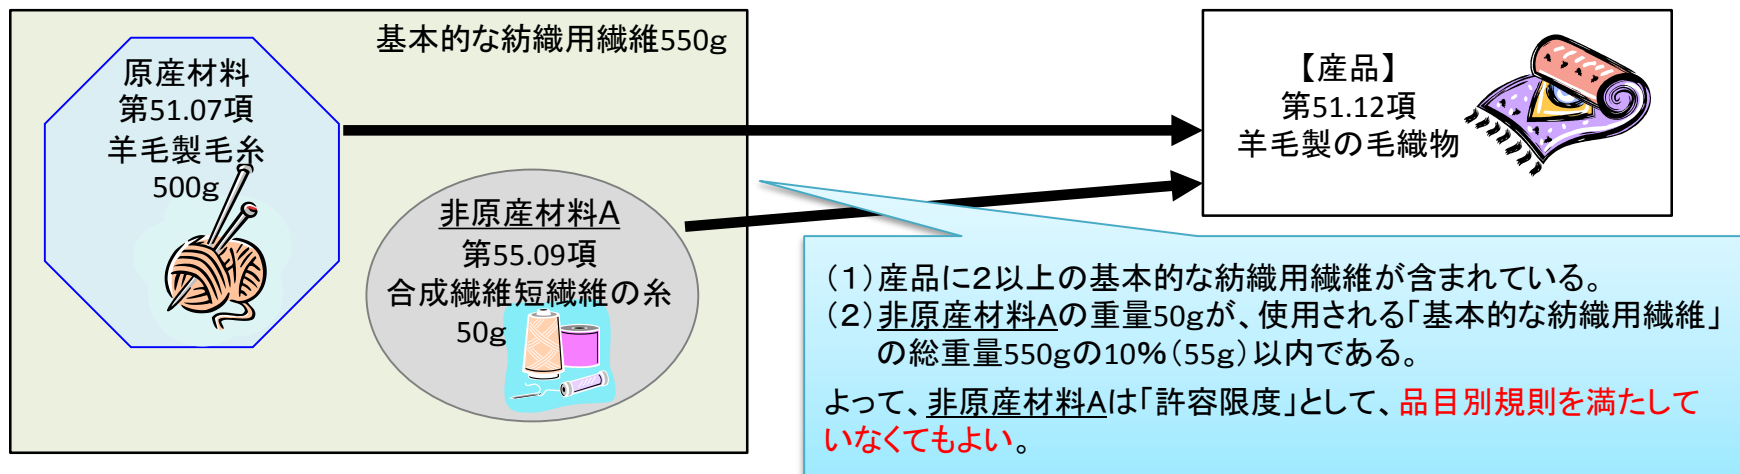 基本的な紡織用繊維550g
原産材料
第51.07項
羊毛製毛糸
500g
非原産材料A
第55.09項
合成繊維短繊維の糸
50g
【産品】
第51.12項
羊毛製の毛織物
（１）産品に２以上の基本的な紡織用繊維が含まれている。
（２）非原産材料Aの重量50gが、使用される「基本的な紡織用繊維」
の総重量550gの10%（55g）以内である。
よって、非原産材料Aは「許容限度」として、品目別規則を満たして
いなくてもよい。